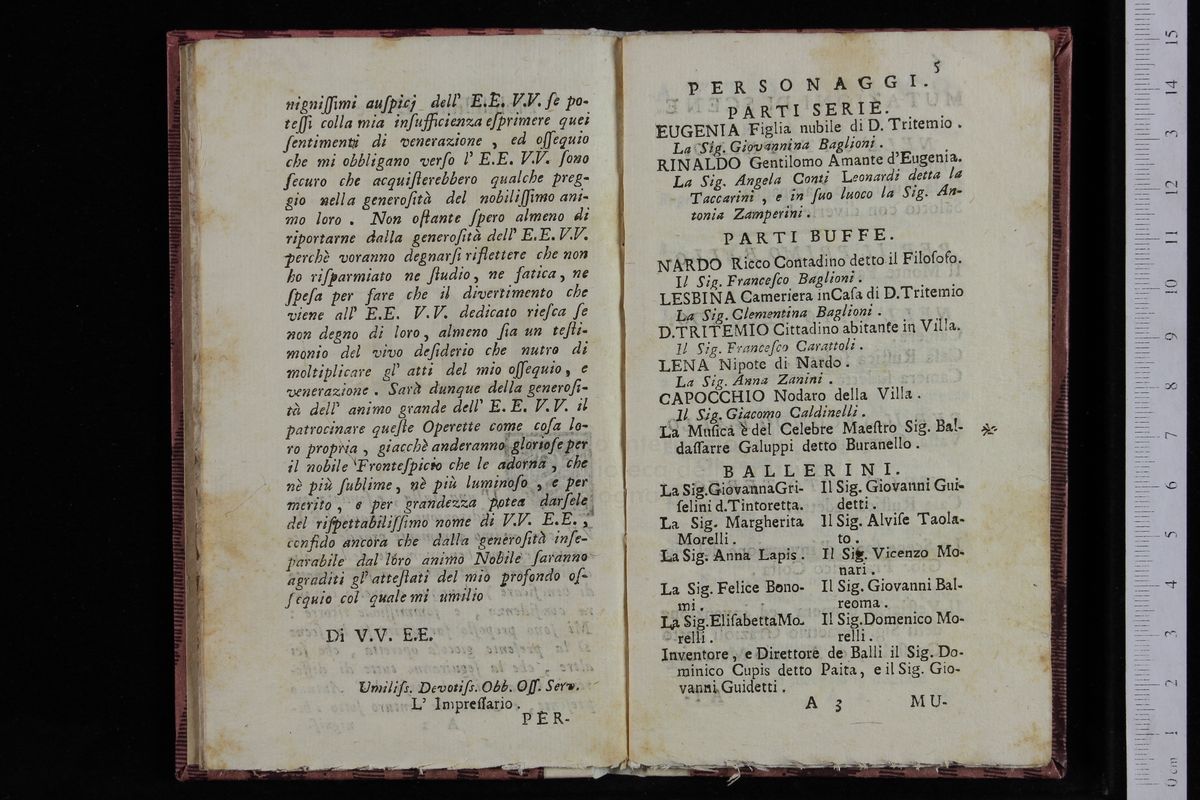 nigniſſimi auſpicj dell' E.E. V.V. ſe po-
teſſi colla mia inſufficienza eſprimere quei
ſentimenti di venerazione , ed oſſequio
che mi obbligano verſo l' E.E. V.V. ſono
ſecuro che acquiſterebbero qualche preg-
gio nella generoſità del nobiliſſimo ani-
mo loro . Non oſtante ſpero almeno di
riportarne dalla generoſità dell' E.E. V.V.
perchè voranno degnarſi riflettere che non
ho riſparmiato ne ſtudio, ne fatica, ne
ſpeſa per fare che il divertimento che
viene all' E.E. V.V. dedicato rieſca ſe
non degno di loro, almeno ſia un teſti-
monio del vivo deſiderio che nutro di
moltiplicare gl' atti del mio oſſequio, e
venerazione . Sarà dunque della generoſi-
tà dell' animo grande dell' E. E. V. V. il
patrocinare queſte Operette come coſa lo-
ro propria , giacchè anderanno glorioſe per
il nobile Fronteſpicio che le adorna , che
nè più ſublime, nè più luminoſo , e per
merito , e per grandezza potea darſele
del riſpettabiliſſimo nome di V.V. E.E. ,
confido ancora che dalla generoſità inſe-
parabile dal loro animo Nobile ſaranno
agraditi gl' atteſtati del mio profondo oſ-
ſequio col quale mi umilio
Di V.V. E.E.
Umiliſs. Devotiſs. Obb. Oſſ. Serv.
L' Impreſſario .
PER-
5
PERSONAGGI.
PARTI SERIE.
EUGENIA Figlia nubile di D. Tritemio .
La Sig. Giovannina Baglioni .
RINALDO Gentilomo Amante d'Eugenia.
La Sig. Angela Conti Leonardi detta la
Taccarini , e in ſuo luoco la Sig. An-
tonia Zamperini .
PARTI BUFFE.
NARDO Ricco Contadino detto il Filoſofo.
Il Sig. Franceſco Baglioni .
LESBINA Cameriera in Caſa di D.Tritemio
La Sig. Clementina Baglioni .
D.TRITEMIO Cittadino abitante in Villa.
Il Sig. Franceſco Carattoli .
LENA Nipote di Nardo .
La Sig. Anna Zanini .
CAPOCCHIO Nodaro della Villa .
Il Sig. Giacomo Caldinelli .
La Muſica è del Celebre Maeſtro Sig. Bal-
daſſarre Galuppi detto Buranello .
BALLERINI.
La Sig.Giovanna Gri- Il Sig. Giovanni Gui-
ſelini d.Tintoretta. detti .
La Sig. Margherita Il Sig. Alviſe Taola-
Morelli . to .
La Sig. Anna Lapis . Il Sig. Vicenzo Mo-
nari .
La Sig. Felice Bono- Il Sig. Giovanni Bal-
mi . reoma .
La Sig.Eliſabetta Mo- Il Sig.Domenico Mo-
relli . relli .
Inventore, e Direttore de Balli il Sig. Do-
minico Cupis detto Paita, e il Sig. Gio-
vanni Guidetti .
A 3 MU-
15
14
13
12
11
10
9
8
7
6
5
4
3
2
1
0 cm